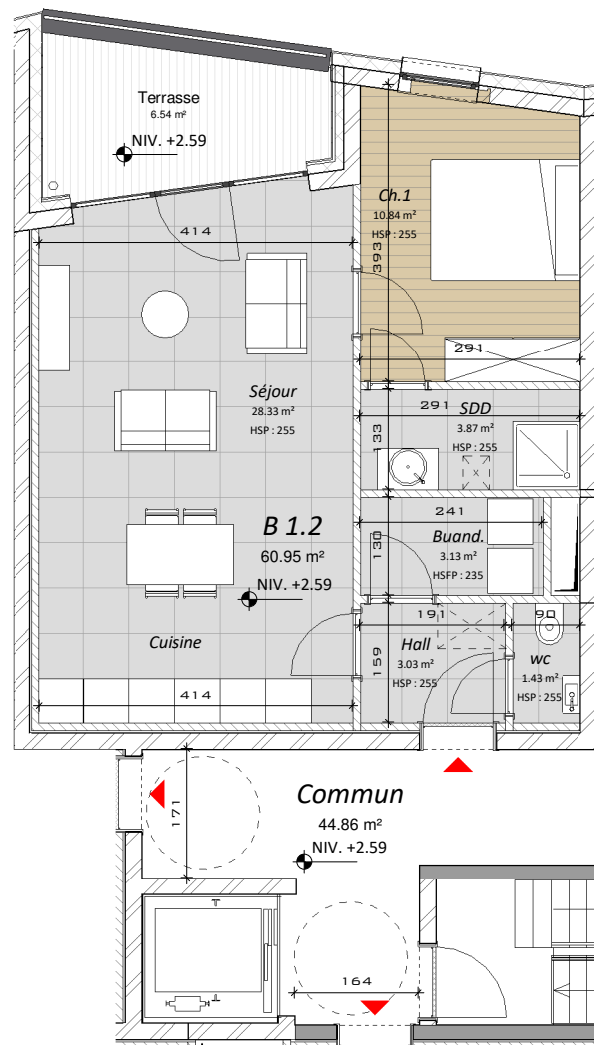 Terrasse
6.54 m²
NIV. +2.59
Ch.1
10.84 m²
HSP : 255
393
414
291
Séjour
28.33 m²
HSP : 255
291
SDD
3.87 m²
HSP : 255
133
241
Buand.
3.13 m²
HSFP : 235
130
B 1.2
60.95 m²
NIV. +2.59
191
90
Cuisine
Hall
3.03 m²
HSP : 255
159
wc
1.43 m²
HSP : 255
414
171
Commun
44.86 m²
NIV. +2.59
164